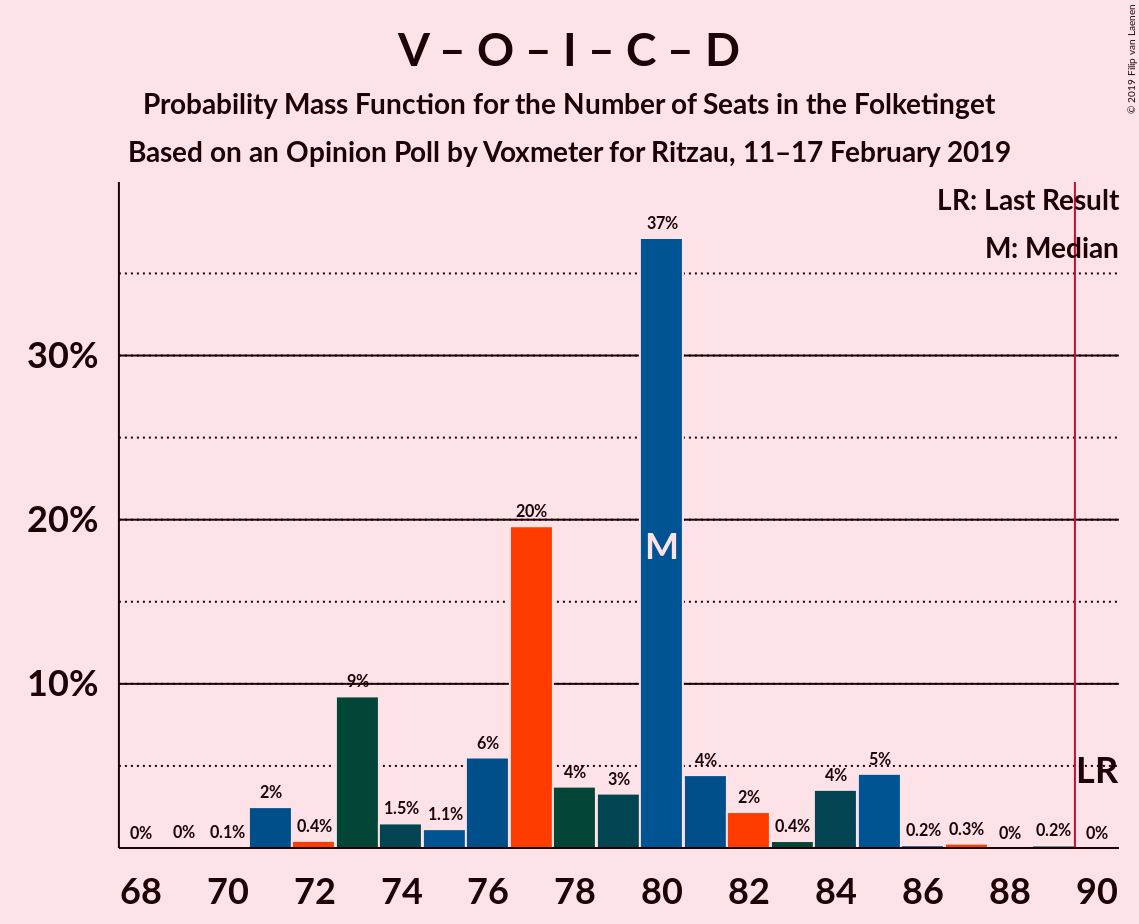 V – O – I – C – D
Probability Mass Function for the Number of Seats in the Folketinget
Based on an Opinion Poll by Voxmeter for Ritzau, 11–17 February 2019
© 2019 Filip van Laenen
LR: Last Result
M: Median
37%
30%
20%
20%
M
10%
9%
6%
4%
3%
4%
5%
4%
LR
2%
1.5%
1.1%
2%
0%
0%
0.1%
0.4%
0.4%
0.2%
0.3%
0%
0.2%
0%
68 70 72 74 76 78 80 82 84 86 88 90